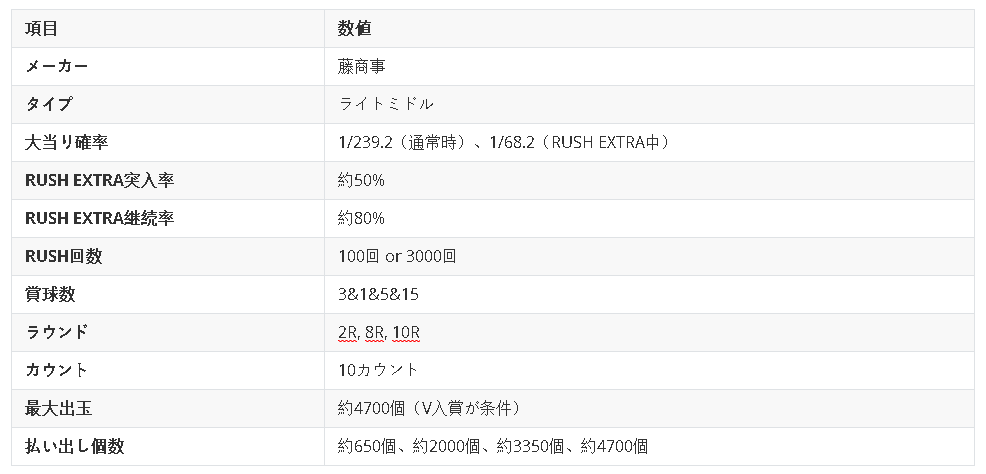 項目 数値
メーカー 藤商事
タイプ ライトミドル
大当り確率 1/239.2（通常時）、1/68.2（RUSH EXTRA中）
RUSH EXTRA突入率 約50%
RUSH EXTRA継続率 約80%
RUSH回数 100回 or 3000回
賞球数 3&1&5&15
ラウンド 2R, 8R, 10R
カウント 10カウント
最大出玉 約4700個（V入賞が条件）
払い出し個数 約650個、約2000個、約3350個、約4700個